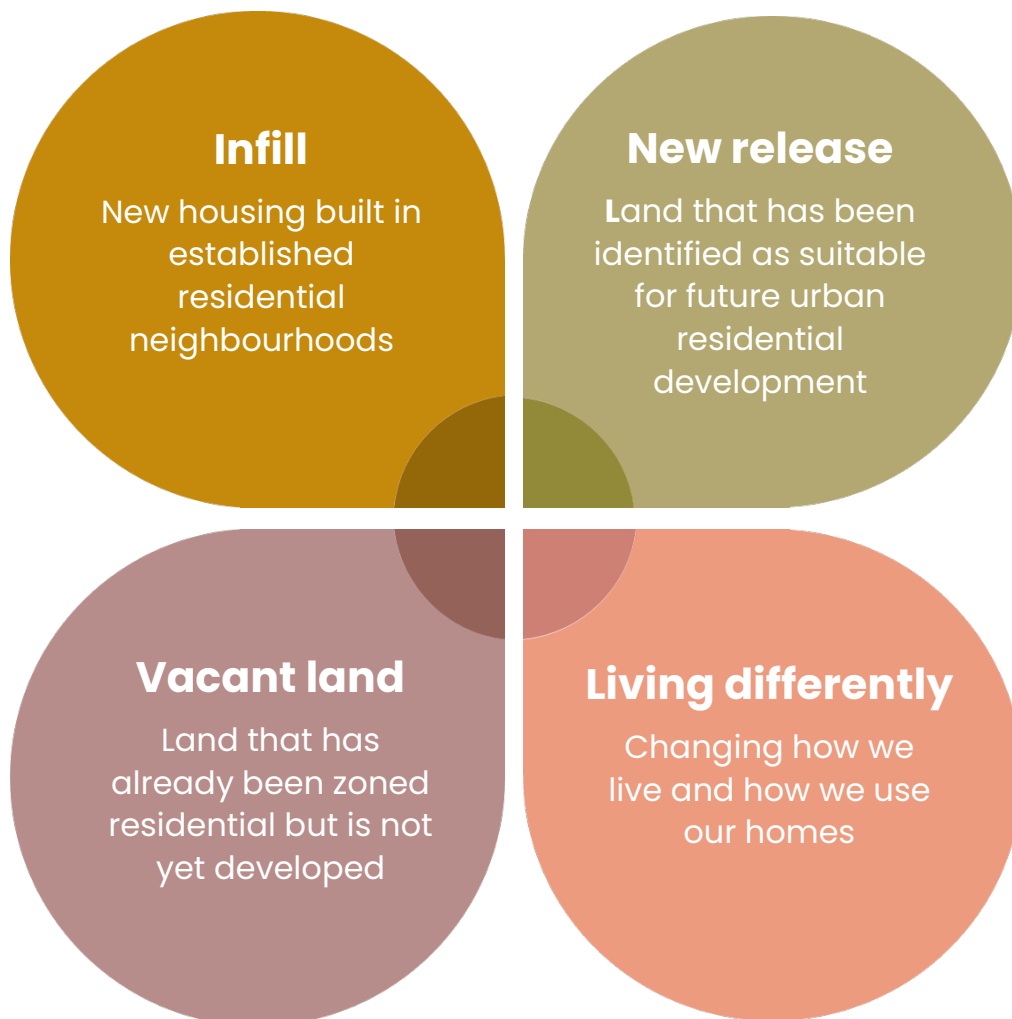 Infill
New housing built in
established
residential
neighbourhoods
New release
Land that has been
identified as suitable
for future urban
residential
development
Vacant land
Land that has
already been zoned
residential but is not
yet developed
Living differently
Changing how we
live and how we use
our homes